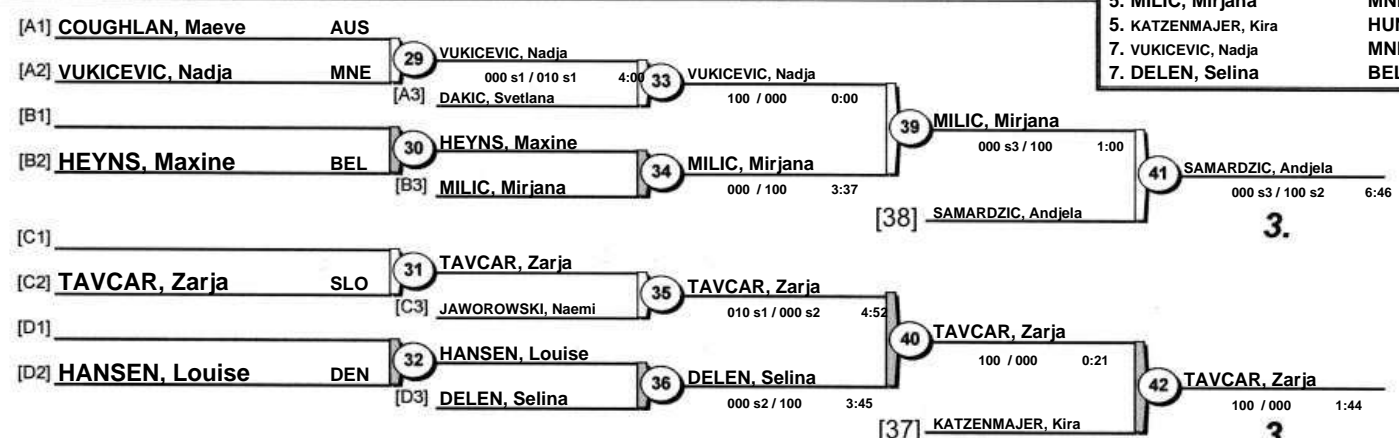 5. MILIC, Mirjana
5. KATZENMAJER, Kira HUN
7. VUKICEVIC, Nadja
7. DELEN, Selina
[A1] COUGHLAN, Maeve AUS
[A2] VUKICEVIC, Nadja MNE
29
VUKICEVIC, Nadja
000 s1 / 010 s1 4:00
[A3] DAKIC, Svetlana
33
VUKICEVIC, Nadja
100 / 000 0:00
[B1]
[B2] HEYNS, Maxine BEL
30
HEYNS, Maxine
[B3] MILIC, Mirjana
34
MILIC, Mirjana
000 / 100 3:37
39
MILIC, Mirjana
000 s3 / 100 1:00
[38] SAMARDZIC, Andjela
41
SAMARDZIC, Andjela
000 s3 / 100 s2 6:46
3.
[C1]
[C2] TAVCAR, Zarja SLO
31
TAVCAR, Zarja
[C3] JAWOROWSKI, Naemi
35
TAVCAR, Zarja
010 s1 / 000 s2 4:52
[D1]
[D2] HANSEN, Louise DEN
32
HANSEN, Louise
[D3] DELEN, Selina
36
DELEN, Selina
000 s2 / 100 3:45
40
TAVCAR, Zarja
100 / 000 0:21
[37] KATZENMAJER, Kira
42
TAVCAR, Zarja
100 / 000 1:44
3.